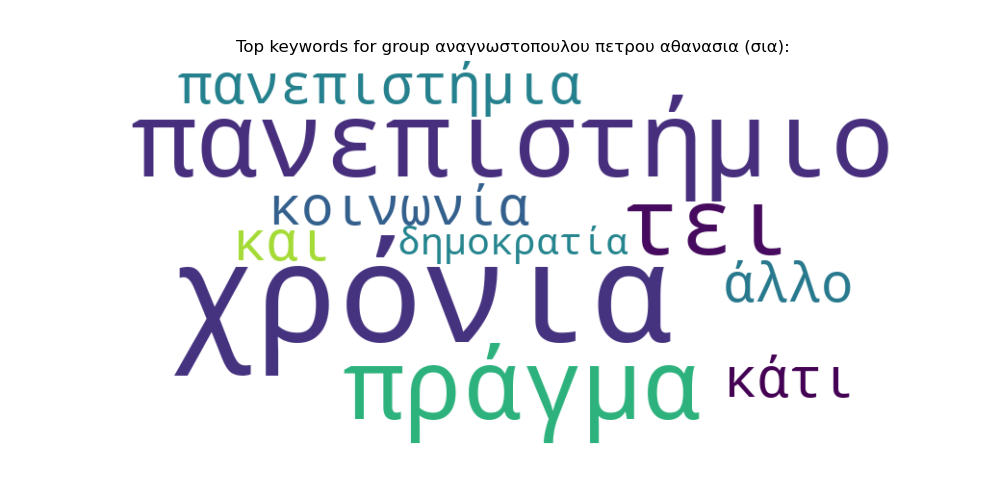 Top keywords for group αναγνωστοπουλου πετρου αθανασια (σια):
πανεπιστήμια
πανεπιστήμιο
κοινωνία
τει
και
δημοκρατία
χρόνια
άλλο
πράγμα
κάτι